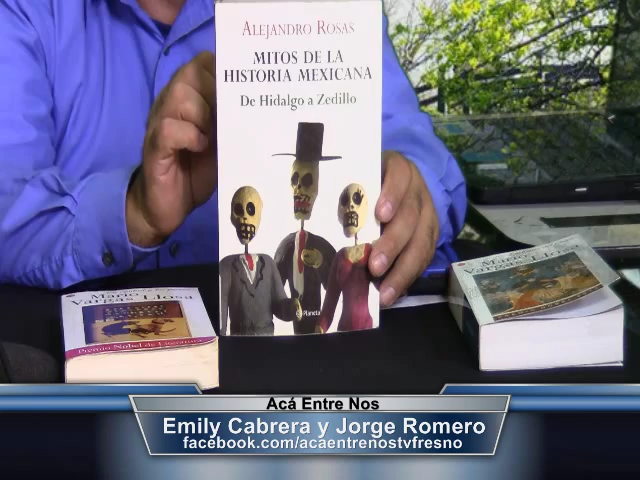 ALEJANDRO ROSAS
MITOS DE LA
HISTORIA MEXICANA
De Hidalgo a Zedillo
Planeta
Mario
Vargas Llosa
Premio Nobel de Literatura
Mario
Vargas Llosa
Acá Entre Nos
Emily Cabrera y Jorge Romero
facebook.com/acaentrenostvfresno